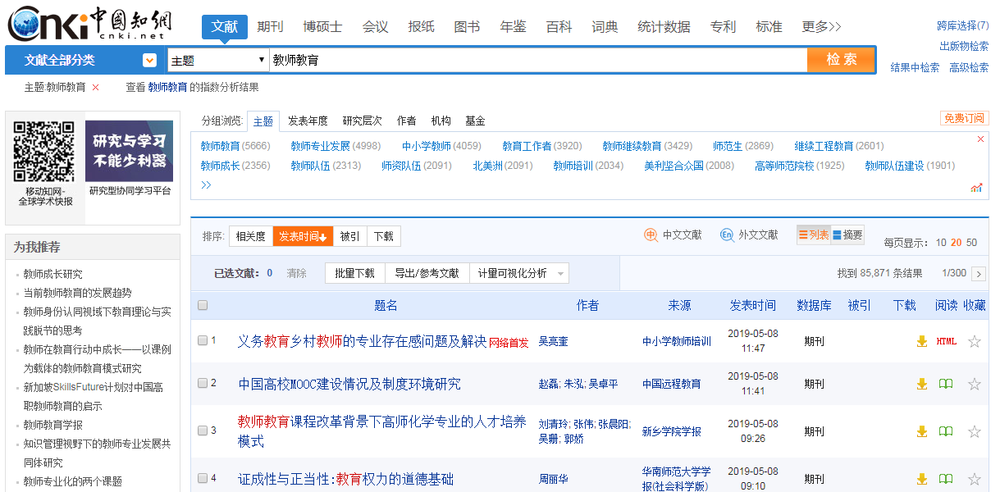 Cnki 中国知網
cnki.net
文献 期刊 博硕士 会议 报纸 图书 年鉴 百科 词典 统计数据 专利 标准 更多>>
跨库选择(7)
出版物检索
文献全部分类 主题 教师教育 检索
结果中检索 高级检索
主题:教师教育 × 查看 教师教育 的指数分析结果
研究与学习
不能少利器
移动知网-
全球学术快报
研究型协同学习平台
分组浏览: 主题 发表年度 研究层次 作者 机构 基金 免费订阅
教师教育(5666) 教师专业发展(4998) 中小学教师(4059) 教育工作者(3920) 教师继续教育(3429) 师范生(2869) 继续工程教育(2601)
教师成长(2356) 教师队伍(2313) 师资队伍(2091) 北美洲(2091) 教师培训(2034) 美利坚合众国(2008) 高等师范院校(1925) 教师队伍建设(1901)
>>
为我推荐
教师成长研究
当前教师教育的发展趋势
教师身份认同视域下教育理论与实
践脱节的思考
教师在教育行动中成长——以课例
为载体的教师教育模式研究
新加坡SkillsFuture计划对中国高
职教师教育的启示
教师教育学报
知识管理视野下的教师专业发展共
同体研究
教师专业化的两个课题
排序: 相关度 发表时间↓ 被引 下载 中 中文文献 En 外文文献 列表 摘要 每页显示: 10 20 50
已选文献: 0 清除 批量下载 导出/参考文献 计量可视化分析 找到 85,871 条结果 1/300 >
题名 作者 来源 发表时间 数据库 被引 下载 阅读 收藏
1 义务教育乡村教师的专业存在感问题及解决 网络首发 吴亮奎 中小学教师培训 2019-05-08 期刊 HTML
11:47
2 中国高校MOOC建设情况及制度环境研究 赵磊; 朱泓; 吴卓平 中国远程教育 2019-05-08 期刊
11:41
3 教师教育课程改革背景下高师化学专业的人才培养 刘清玲; 张伟; 张晨阳; 新乡学院学报 2019-05-08 期刊
模式 吴珊; 郭娇 09:26
4 证成性与正当性:教育权力的道德基础 周丽华 华南师范大学学 2019-05-08 期刊
报(社会科学版) 09:10